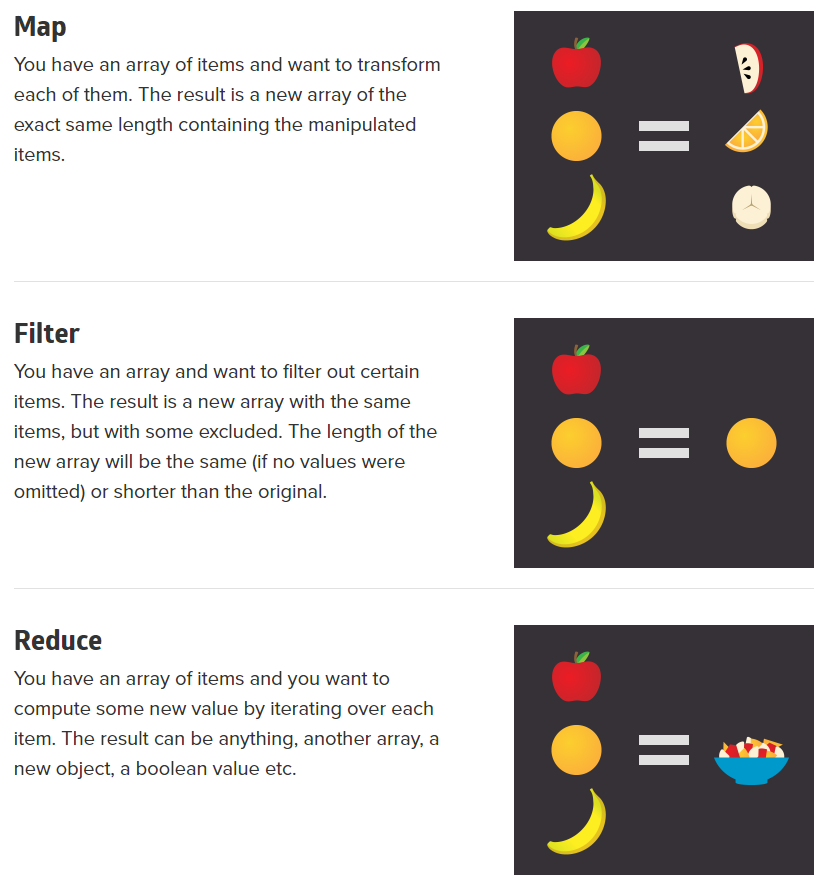 Map
You have an array of items and want to transform
each of them. The result is a new array of the
exact same length containing the manipulated
items.
Filter
You have an array and want to filter out certain
items. The result is a new array with the same
items, but with some excluded. The length of the
new array will be the same (if no values were
omitted) or shorter than the original.
Reduce
You have an array of items and you want to
compute some new value by iterating over each
item. The result can be anything, another array, a
new object, a boolean value etc.